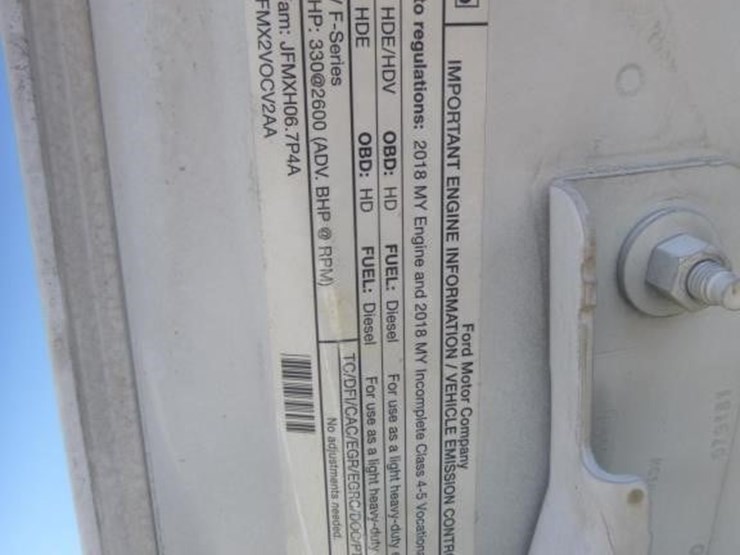 Ford Motor Company
IMPORTANT ENGINE INFORMATION / VEHICLE EMISSION CONTR
to regulations: 2018 MY Engine and 2018 MY Incomplete Class 4-5 Vocationa
HDE/HDV OBD: HD FUEL: Diesel For use as a light heavy-duty
HDE OBD: HD FUEL: Diesel For use as a light heavy-duty
/ F-Series TC/DFI/CAC/EGR/EGRC/DOC/PT
HP: 330@2600 (ADV. BHP @ RPM) No adjustments needed.
am: JFMXH06.7P4A
FMX2VOCV2AA